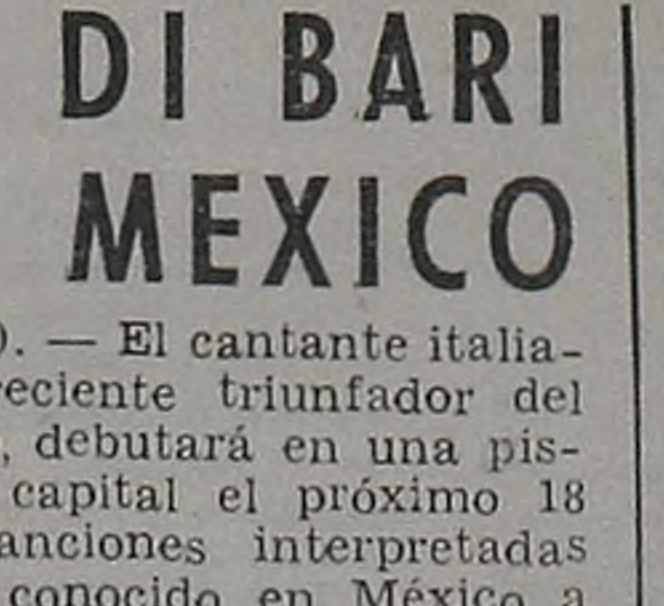 DI BARI
MEXICO
). — El cantante italia-
reciente triunfador del
, debutará en una pis-
capital el próximo 18
anciones interpretadas
conocido en México a